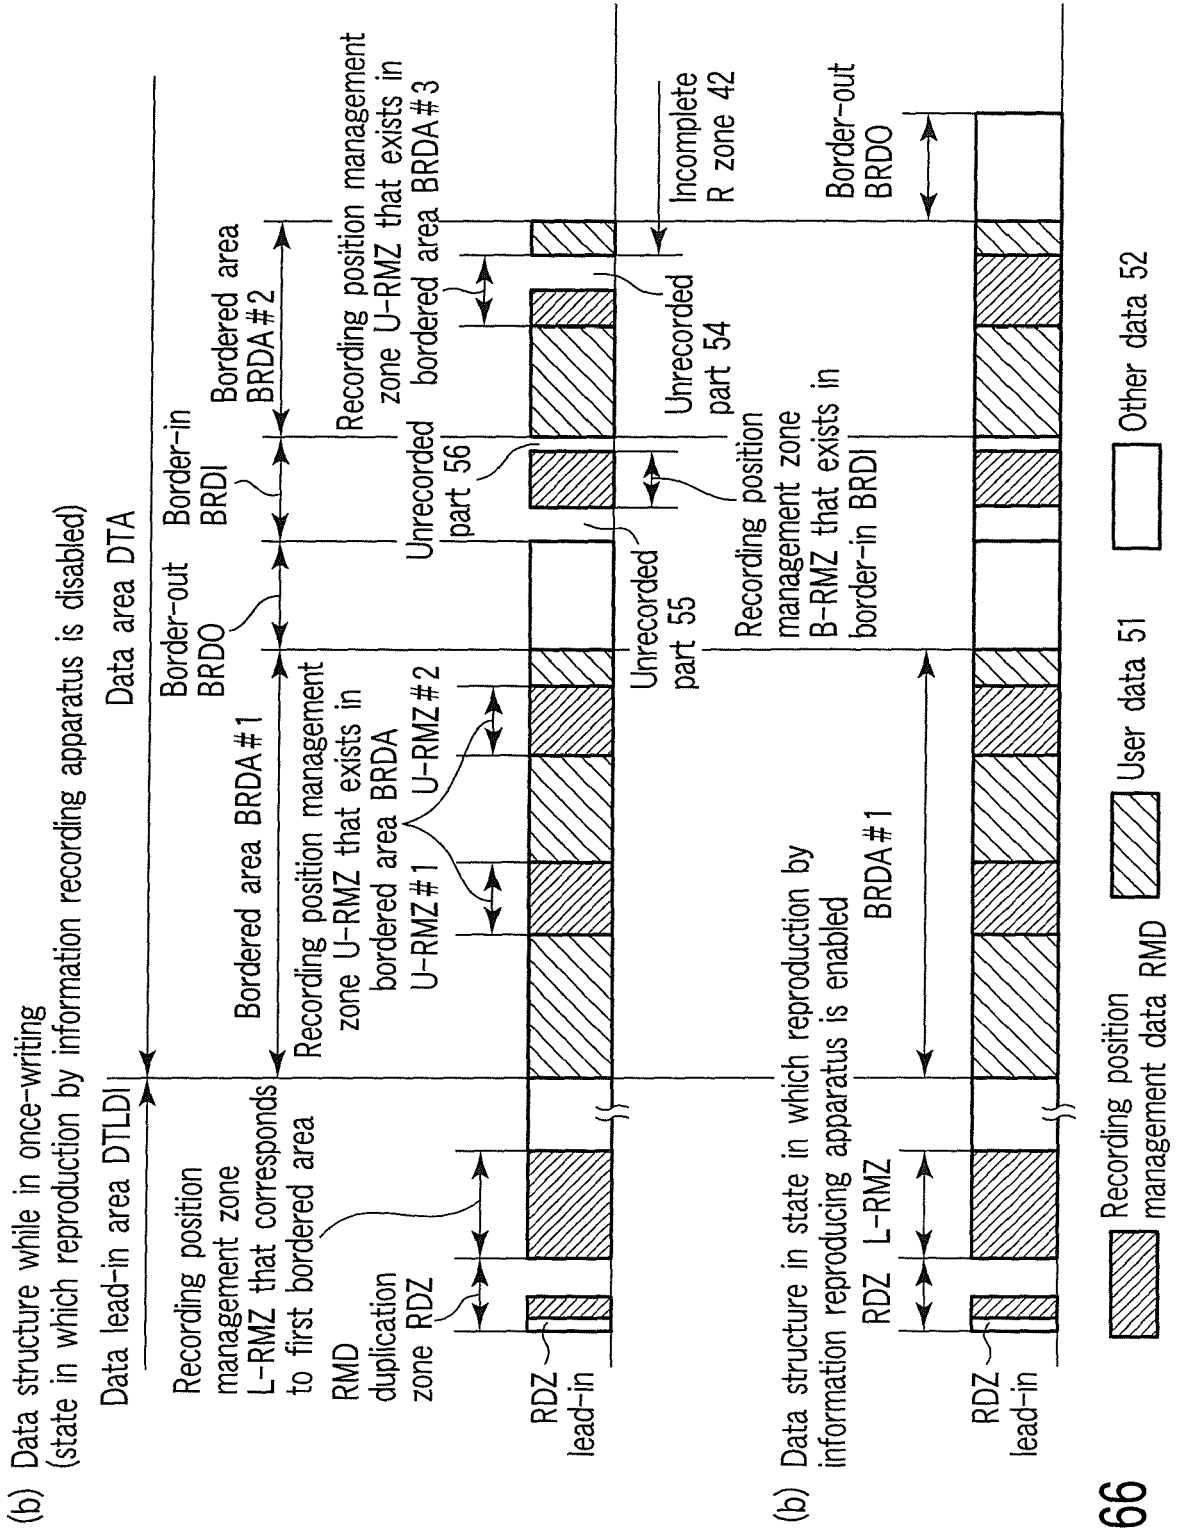 (b) Data structure while in once-writing
(state in which reproduction by information recording apparatus is disabled)
Data lead-in area DTLDI
Data area DTA
Recording position
management zone
L-RMZ that corresponds
to first bordered area
RMD
duplication
zone RDZ
RDZ
lead-in
Bordered area BRDA#1
Recording position management
zone U-RMZ that exists in
bordered area BRDA
U-RMZ#1
U-RMZ#2
Border-out
BRDO
Border-in
BRDI
Bordered area
BRDA#2
Unrecorded
part 56
Recording position management
zone U-RMZ that exists in
bordered area BRDA#3
Unrecorded
part 55
Recording position
management zone
B-RMZ that exists in
border-in BRDI
Unrecorded
part 54
Incomplete
R zone 42
(b) Data structure in state in which reproduction by
information reproducing apparatus is enabled
RDZ
L-RMZ
BRDA#1
Border-out
BRDO
RDZ
lead-in
Recording position
management data RMD
User data 51
Other data 52
66